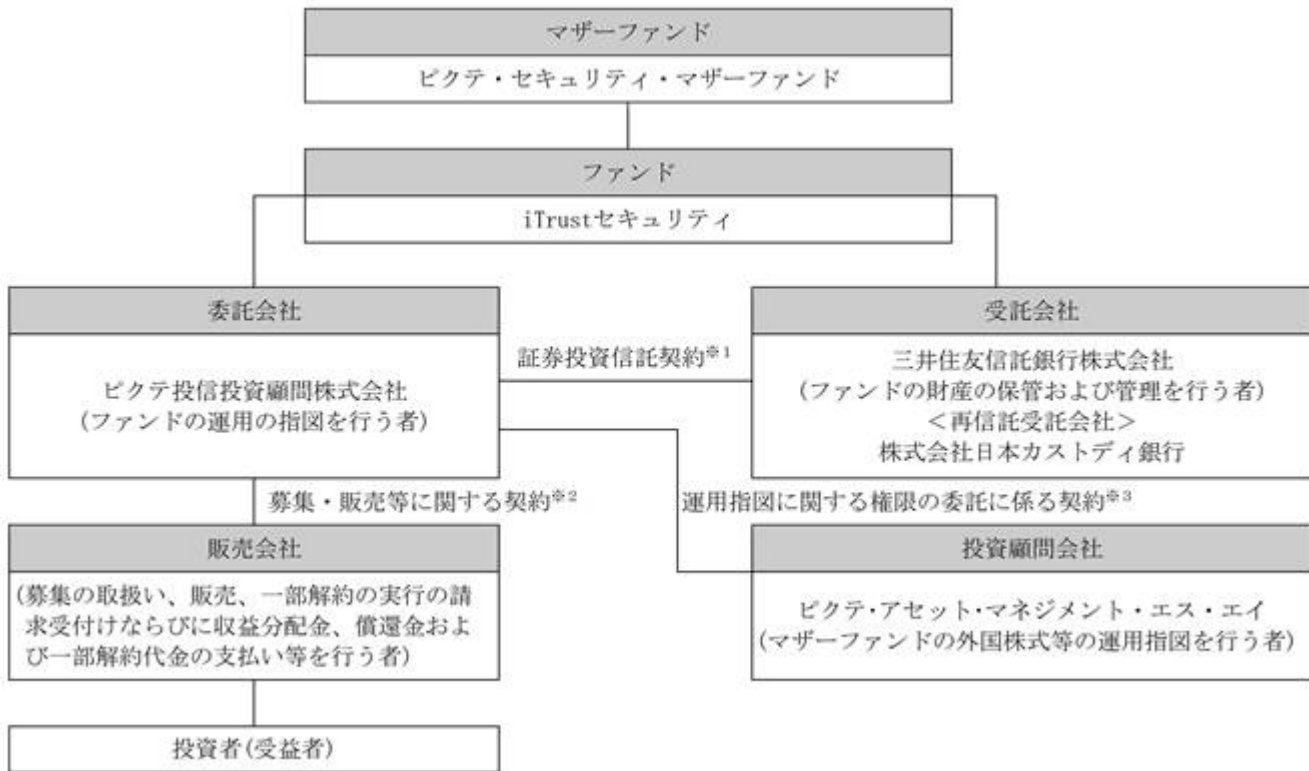 マザーファンド
ピクテ・セキュリティ・マザーファンド
ファンド
iTrustセキュリティ
委託会社
ピクテ投信投資顧問株式会社
(ファンドの運用の指図を行う者)
証券投資信託契約※1
受託会社
三井住友信託銀行株式会社
(ファンドの財産の保管および管理を行う者)
＜再信託受託会社＞
株式会社日本カストディ銀行
募集・販売等に関する契約※2
運用指図に関する権限の委託に係る契約※3
販売会社
(募集の取扱い、販売、一部解約の実行の請
求受付けならびに収益分配金、償還金およ
び一部解約代金の支払い等を行う者)
投資顧問会社
ピクテ・アセット・マネジメント・エス・エイ
(マザーファンドの外国株式等の運用指図を行う者)
投資者(受益者)